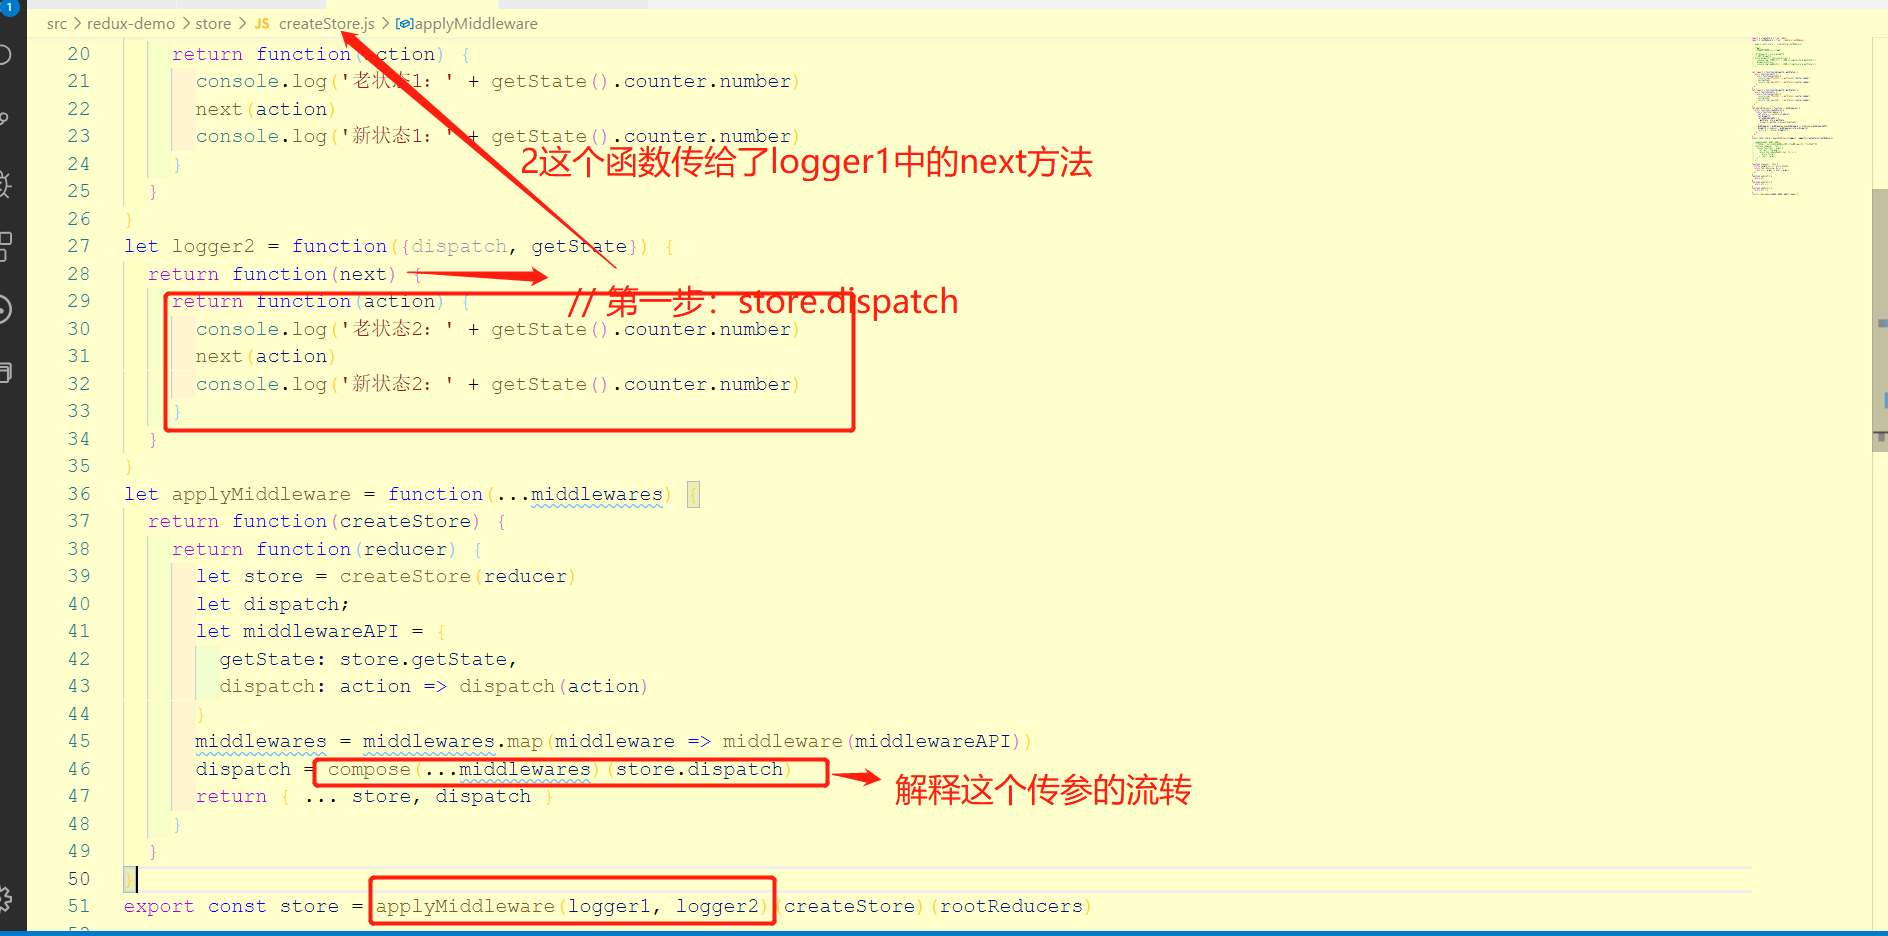 1
src > redux-demo > store > JS createStore.js > applyMiddleware
20 return function(action) {
21 console.log('老状态1: ' + getState().counter.number)
22 next(action)
23 console.log('新状态1: ' + getState().counter.number)
2这个函数传给了logger1中的next方法
24 }
25 }
26 }
27 let logger2 = function({dispatch, getState}) {
28 return function(next) {
29 return function(action) {
// 第一步：store.dispatch
30 console.log('老状态2: ' + getState().counter.number)
31 next(action)
32 console.log('新状态2: ' + getState().counter.number)
33 }
34 }
35 }
36 let applyMiddleware = function(...middlewares) {
37 return function(createStore) {
38 return function(reducer) {
39 let store = createStore(reducer)
40 let dispatch;
41 let middlewareAPI = {
42 getState: store.getState,
43 dispatch: action => dispatch(action)
44 }
45 middlewares = middlewares.map(middleware => middleware(middlewareAPI))
46 dispatch = compose(...middlewares)(store.dispatch)
解释这个传参的流转
47 return { ... store, dispatch }
48 }
49 }
50 }
51 export const store = applyMiddleware(logger1, logger2)(createStore)(rootReducers)